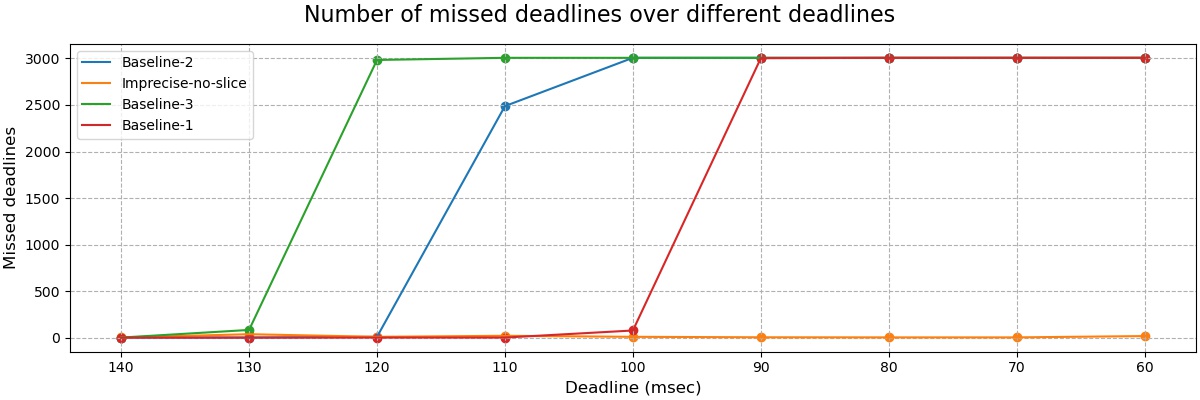 Number of missed deadlines over different deadlines
Baseline-2
Imprecise-no-slice
Baseline-3
Baseline-1
Missed deadlines
3000
2500
2000
1500
1000
500
0
140 130 120 110 100 90 80 70 60
Deadline (msec)